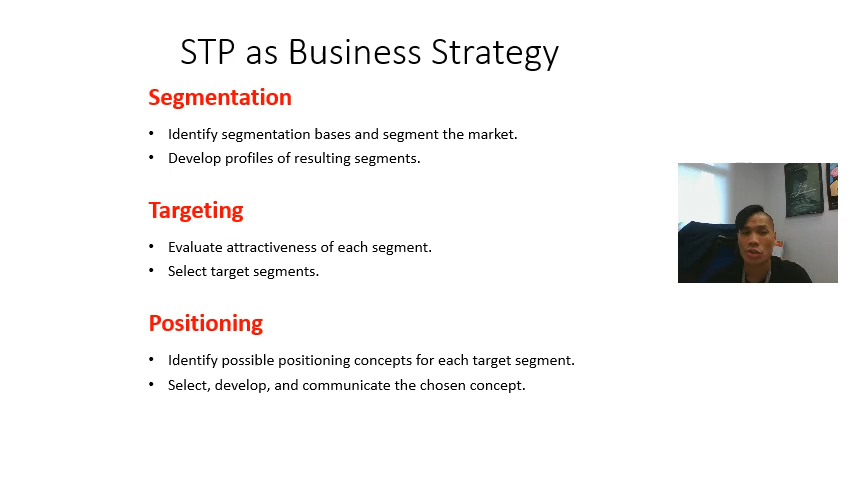 STP as Business Strategy
Segmentation
• Identify segmentation bases and segment the market.
• Develop profiles of resulting segments.
Targeting
• Evaluate attractiveness of each segment.
• Select target segments.
Positioning
• Identify possible positioning concepts for each target segment.
• Select, develop, and communicate the chosen concept.